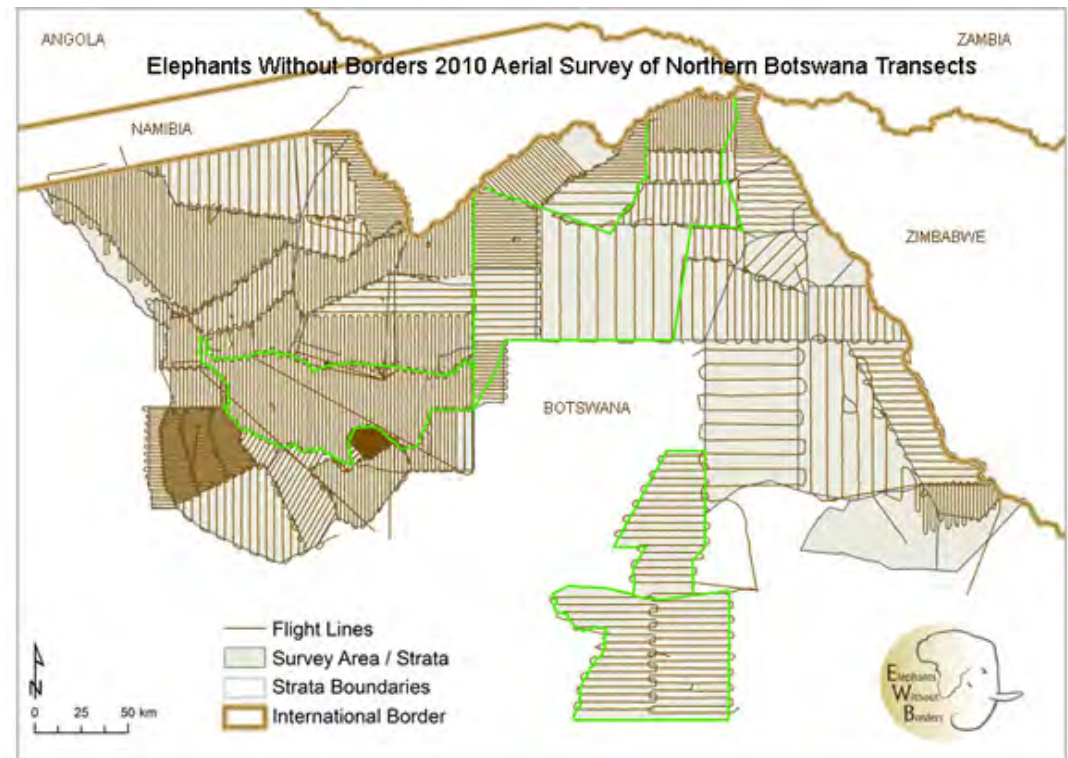 ANGOLA
ZAMBIA
Elephants Without Borders 2010 Aerial Survey of Northern Botswana Transects
NAMIBIA
ZIMBABWE
BOTSWANA
Flight Lines
Survey Area / Strata
Strata Boundaries
International Border
N
0 25 50 km
Elephants
Without
Borders